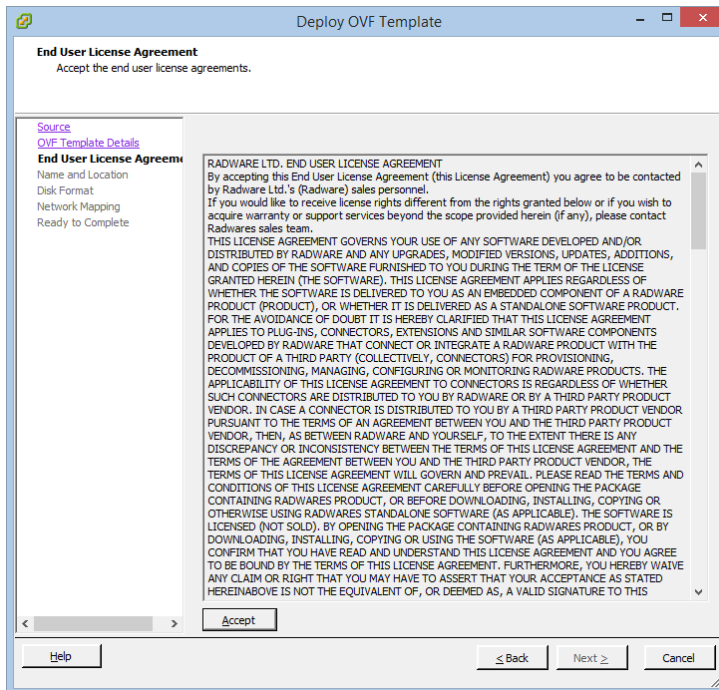 Deploy OVF Template
End User License Agreement
Accept the end user license agreements.
Source
OVF Template Details
End User License Agreeme
Name and Location
Disk Format
Network Mapping
Ready to Complete
RADWARE LTD. END USER LICENSE AGREEMENT
By accepting this End User License Agreement (this License Agreement) you agree to be contacted
by Radware Ltd.'s (Radware) sales personnel.
If you would like to receive license rights different from the rights granted below or if you wish to
acquire warranty or support services beyond the scope provided herein (if any), please contact
Radwares sales team.
THIS LICENSE AGREEMENT GOVERNS YOUR USE OF ANY SOFTWARE DEVELOPED AND/OR
DISTRIBUTED BY RADWARE AND ANY UPGRADES, MODIFIED VERSIONS, UPDATES, ADDITIONS,
AND COPIES OF THE SOFTWARE FURNISHED TO YOU DURING THE TERM OF THE LICENSE
GRANTED HEREIN (THE SOFTWARE). THIS LICENSE AGREEMENT APPLIES REGARDLESS OF
WHETHER THE SOFTWARE IS DELIVERED TO YOU AS AN EMBEDDED COMPONENT OF A RADWARE
PRODUCT (PRODUCT), OR WHETHER IT IS DELIVERED AS A STANDALONE SOFTWARE PRODUCT.
FOR THE AVOIDANCE OF DOUBT IT IS HEREBY CLARIFIED THAT THIS LICENSE AGREEMENT
APPLIES TO PLUG-INS, CONNECTORS, EXTENSIONS AND SIMILAR SOFTWARE COMPONENTS
DEVELOPED BY RADWARE THAT CONNECT OR INTEGRATE A RADWARE PRODUCT WITH THE
PRODUCT OF A THIRD PARTY (COLLECTIVELY, CONNECTORS) FOR PROVISIONING,
DECOMMISSIONING, MANAGING, CONFIGURING OR MONITORING RADWARE PRODUCTS. THE
APPLICABILITY OF THIS LICENSE AGREEMENT TO CONNECTORS IS REGARDLESS OF WHETHER
SUCH CONNECTORS ARE DISTRIBUTED TO YOU BY RADWARE OR BY A THIRD PARTY PRODUCT
VENDOR. IN CASE A CONNECTOR IS DISTRIBUTED TO YOU BY A THIRD PARTY PRODUCT VENDOR
PURSUANT TO THE TERMS OF AN AGREEMENT BETWEEN YOU AND THE THIRD PARTY PRODUCT
VENDOR, THEN, AS BETWEEN RADWARE AND YOURSELF, TO THE EXTENT THERE IS ANY
DISCREPANCY OR INCONSISTENCY BETWEEN THE TERMS OF THIS LICENSE AGREEMENT AND THE
TERMS OF THE AGREEMENT BETWEEN YOU AND THE THIRD PARTY PRODUCT VENDOR, THE
TERMS OF THIS LICENSE AGREEMENT WILL GOVERN AND PREVAIL. PLEASE READ THE TERMS AND
CONDITIONS OF THIS LICENSE AGREEMENT CAREFULLY BEFORE OPENING THE PACKAGE
CONTAINING RADWARES PRODUCT, OR BEFORE DOWNLOADING, INSTALLING, COPYING OR
OTHERWISE USING RADWARES STANDALONE SOFTWARE (AS APPLICABLE). THE SOFTWARE IS
LICENSED (NOT SOLD). BY OPENING THE PACKAGE CONTAINING RADWARES PRODUCT, OR BY
DOWNLOADING, INSTALLING, COPYING OR USING THE SOFTWARE (AS APPLICABLE), YOU
CONFIRM THAT YOU HAVE READ AND UNDERSTAND THIS LICENSE AGREEMENT AND YOU AGREE
TO BE BOUND BY THE TERMS OF THIS LICENSE AGREEMENT. FURTHERMORE, YOU HEREBY WAIVE
ANY CLAIM OR RIGHT THAT YOU MAY HAVE TO ASSERT THAT YOUR ACCEPTANCE AS STATED
HEREINABOVE IS NOT THE EQUIVALENT OF, OR DEEMED AS, A VALID SIGNATURE TO THIS
Accept
Help
< Back
Next >
Cancel